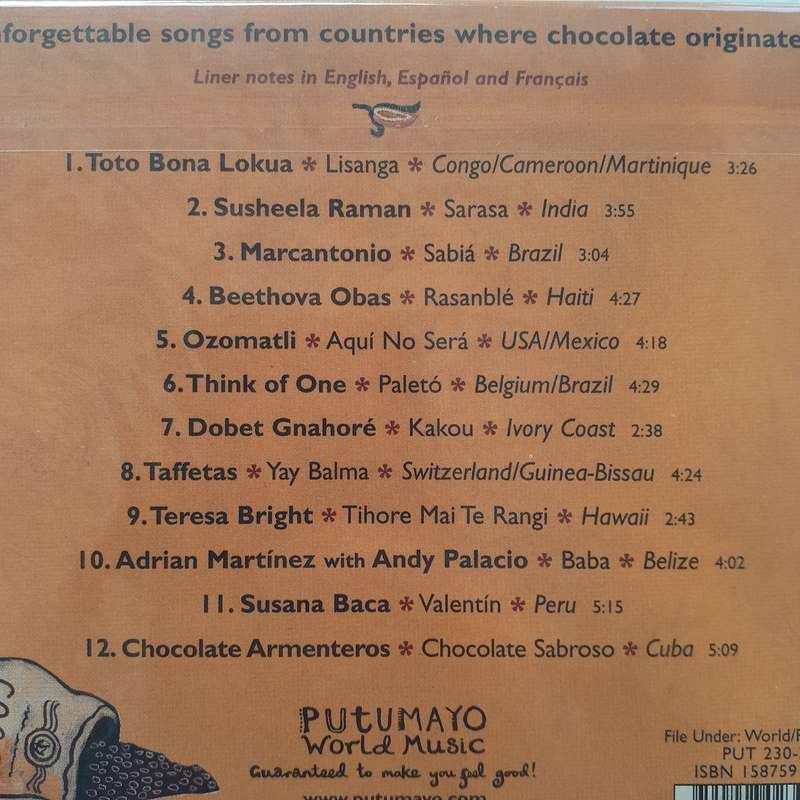 forgettable songs from countries where chocolate originate
Liner notes in English, Español and Français
1. Toto Bona Lokua * Lisanga * Congo/Cameroon/Martinique 3:26
2. Susheela Raman * Sarasa * India 3:55
3. Marcantonio * Sabiá * Brazil 3:04
4. Beethova Obas * Rasanblé * Haiti 4:27
5. Ozomatli * Aquí No Será * USA/Mexico 4:18
6. Think of One * Paletó * Belgium/Brazil 4:29
7. Dobet Gnahoré * Kakou * Ivory Coast 2:38
8. Taffetas * Yay Balma * Switzerland/Guinea-Bissau 4:24
9. Teresa Bright * Tihore Mai Te Rangi * Hawaii 2:43
10. Adrian Martínez with Andy Palacio * Baba * Belize 4:02
11. Susana Baca * Valentín * Peru 5:15
12. Chocolate Armenteros * Chocolate Sabroso * Cuba 5:09
PUTUMAYO
World Music
Guaranteed to make you feel good!
www.putumayo.com
File Under: World/
PUT 230-
ISBN 158759